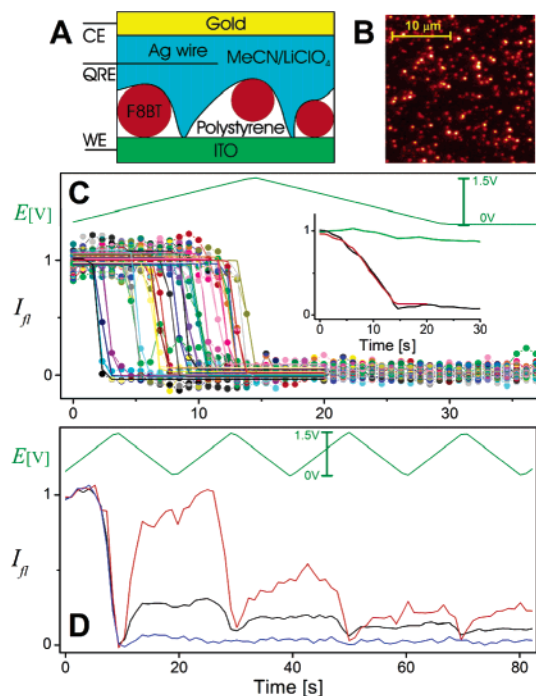 A
CE
Gold
Ag wire
MeCN/LiClO₄
QRE
F8BT
Polystyrene
WE
ITO
B
10 μm
C
E[V]
1.5V
0V
1
0
I_fl
1
0
0
10
20
30
Time [s]
0
10
20
30
E[V]
1.5V
0V
1
I_fl
0
D
0
20
40
60
80
Time [s]